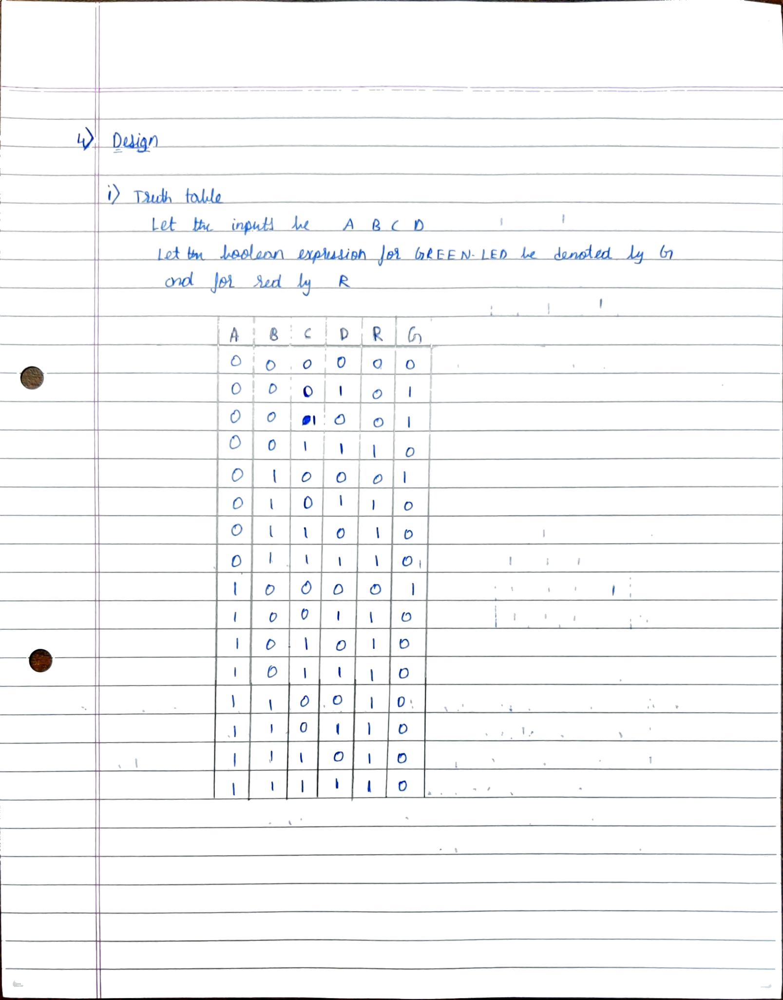 4) Design
i) Truth table
Let the inputs be A B C D
Let the boolean expression for GREEN-LED be denoted by G
and for red by R
A B C D R G
0 0 0 0 0 0
0 0 0 1 0 1
0 0 1 0 0 1
0 0 1 1 1 0
0 1 0 0 0 1
0 1 0 1 1 0
0 1 1 0 1 0
0 1 1 1 1 0
1 0 0 0 0 1
1 0 0 1 1 0
1 0 1 0 1 0
1 0 1 1 1 0
1 1 0 0 1 0
1 1 0 1 1 0
1 1 1 0 1 0
1 1 1 1 1 0